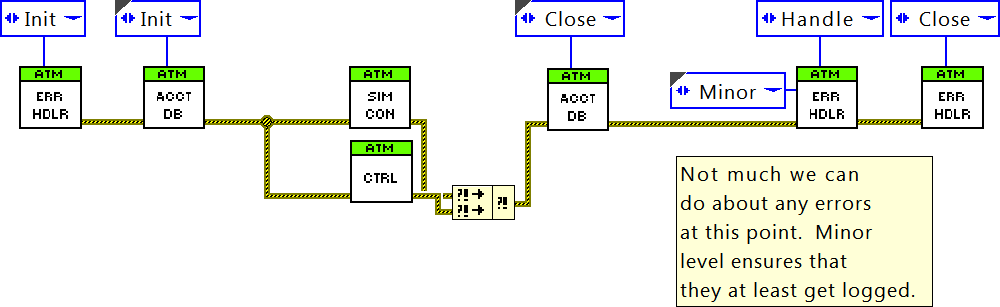 Init
Init
Close
Handle
Close
ATM
ERR
HDLR
ATM
ACCT
DB
ATM
SIM
CON
ATM
CTRL
?!
?!
?!
ATM
ACCT
DB
Minor
ATM
ERR
HDLR
ATM
ERR
HDLR
Not much we can
do about any errors
at this point.  Minor
level ensures that
they at least get logged.